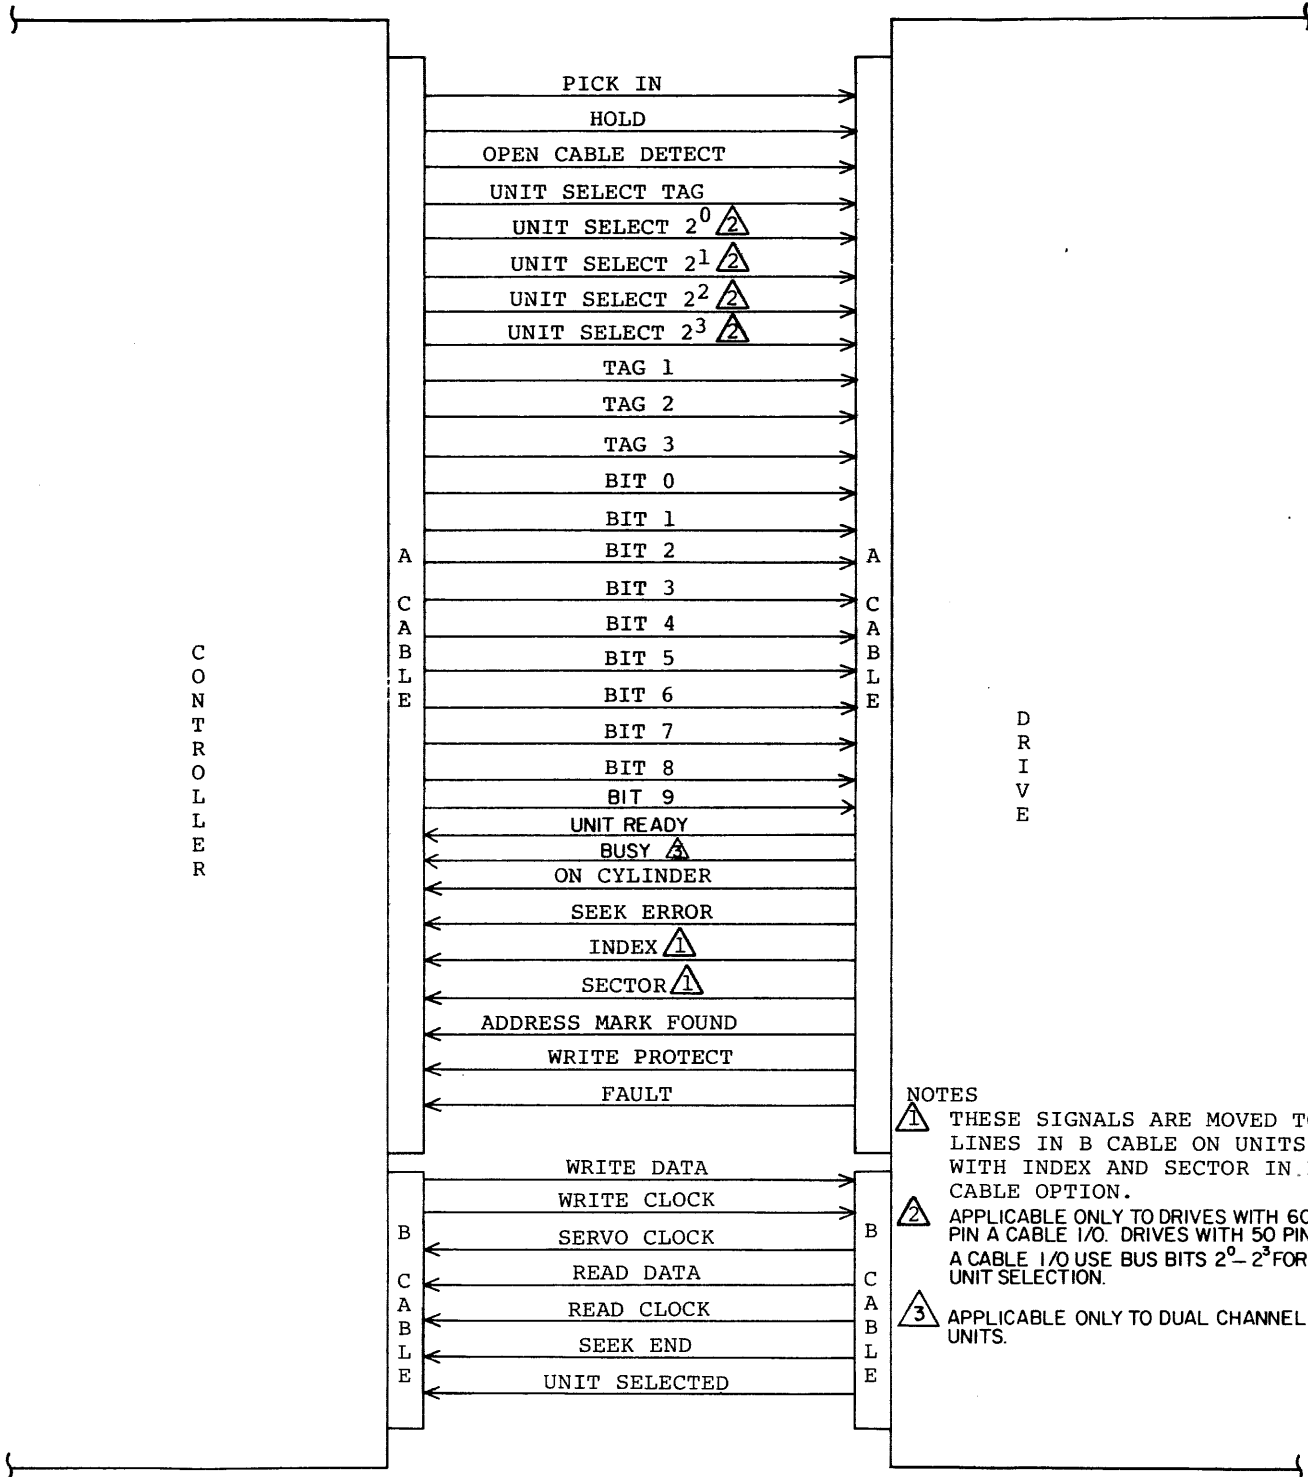 PICK IN
HOLD
OPEN CABLE DETECT
UNIT SELECT TAG
UNIT SELECT 2⁰ 2
UNIT SELECT 2¹ 2
UNIT SELECT 2² 2
UNIT SELECT 2³ 2
TAG 1
TAG 2
TAG 3
BIT 0
BIT 1
BIT 2
BIT 3
BIT 4
BIT 5
BIT 6
BIT 7
BIT 8
BIT 9
UNIT READY
BUSY 3
ON CYLINDER
SEEK ERROR
INDEX 1
SECTOR 1
ADDRESS MARK FOUND
WRITE PROTECT
FAULT
WRITE DATA
WRITE CLOCK
SERVO CLOCK
READ DATA
READ CLOCK
SEEK END
UNIT SELECTED
CONTROLLER
A CABLE
A CABLE
B CABLE
B CABLE
DRIVE
NOTES
1 THESE SIGNALS ARE MOVED
LINES IN B CABLE ON UNITS
WITH INDEX AND SECTOR IN
CABLE OPTION.
2 APPLICABLE ONLY TO DRIVES WITH
PIN A CABLE I/O. DRIVES WITH 50 PIN
A CABLE I/O USE BUS BITS 2⁰–2³ FOR
UNIT SELECTION.
3 APPLICABLE ONLY TO DUAL CHANNEL
UNITS.